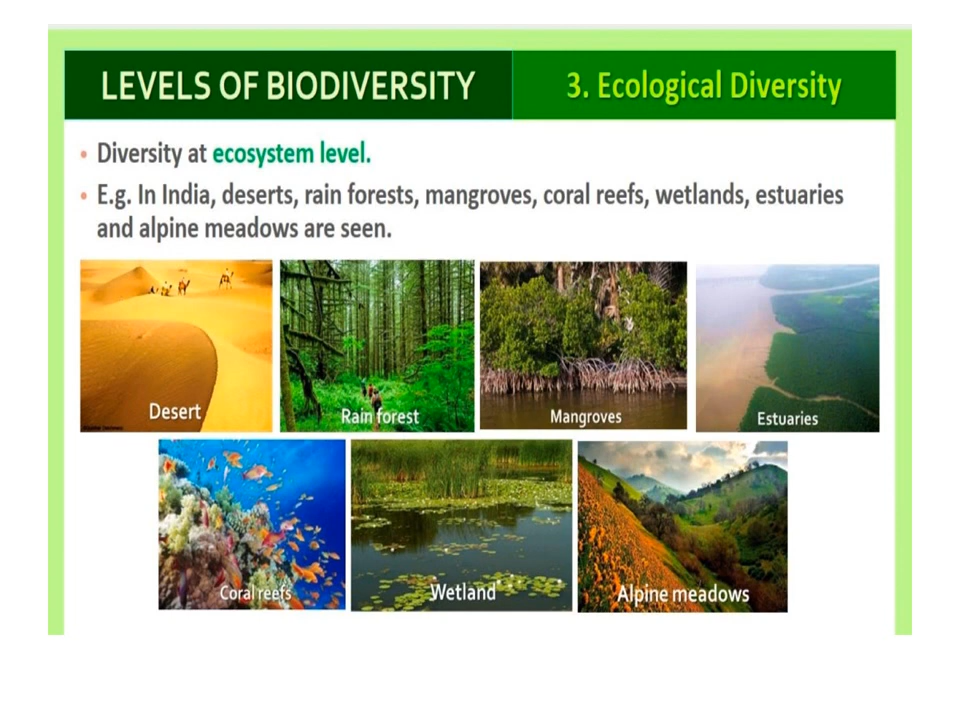 LEVELS OF BIODIVERSITY
3. Ecological Diversity
• Diversity at ecosystem level.
• E.g. In India, deserts, rain forests, mangroves, coral reefs, wetlands, estuaries
and alpine meadows are seen.
Desert
Rain forest
Mangroves
Estuaries
Coral reefs
Wetland
Alpine meadows